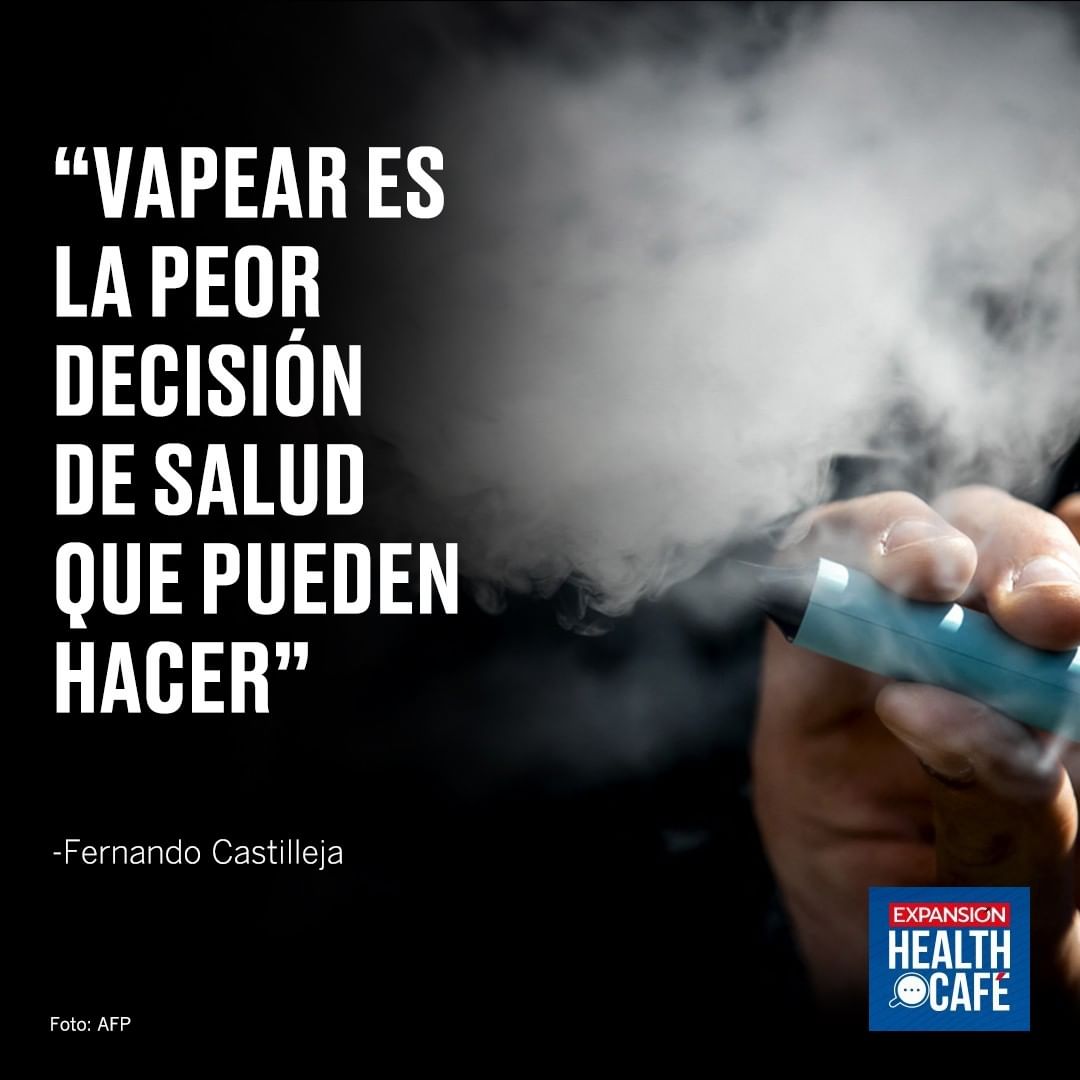 “VAPEAR ES
LA PEOR
DECISIÓN
DE SALUD
QUE PUEDEN
HACER”
-Fernando Castilleja
EXPANSIÓN
HEALTH
CAFÉ
Foto: AFP